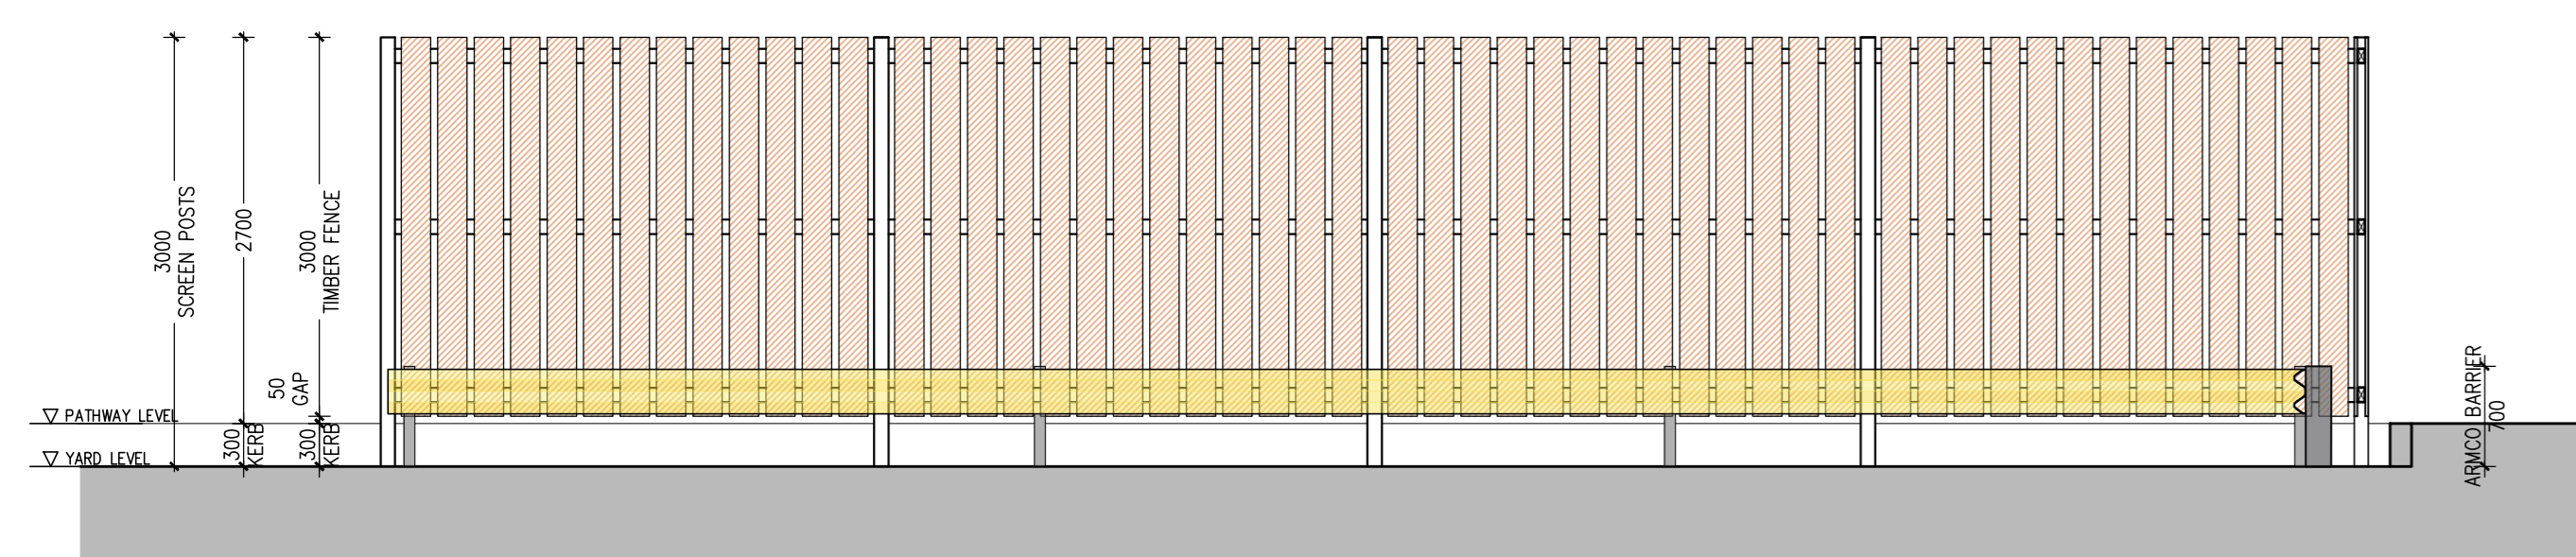 3000
SCREEN POSTS
2700
3000
TIMBER FENCE
50
GAP
300
KERB
300
KERB
PATHWAY LEVEL
YARD LEVEL
ARMCO BARRIER
700